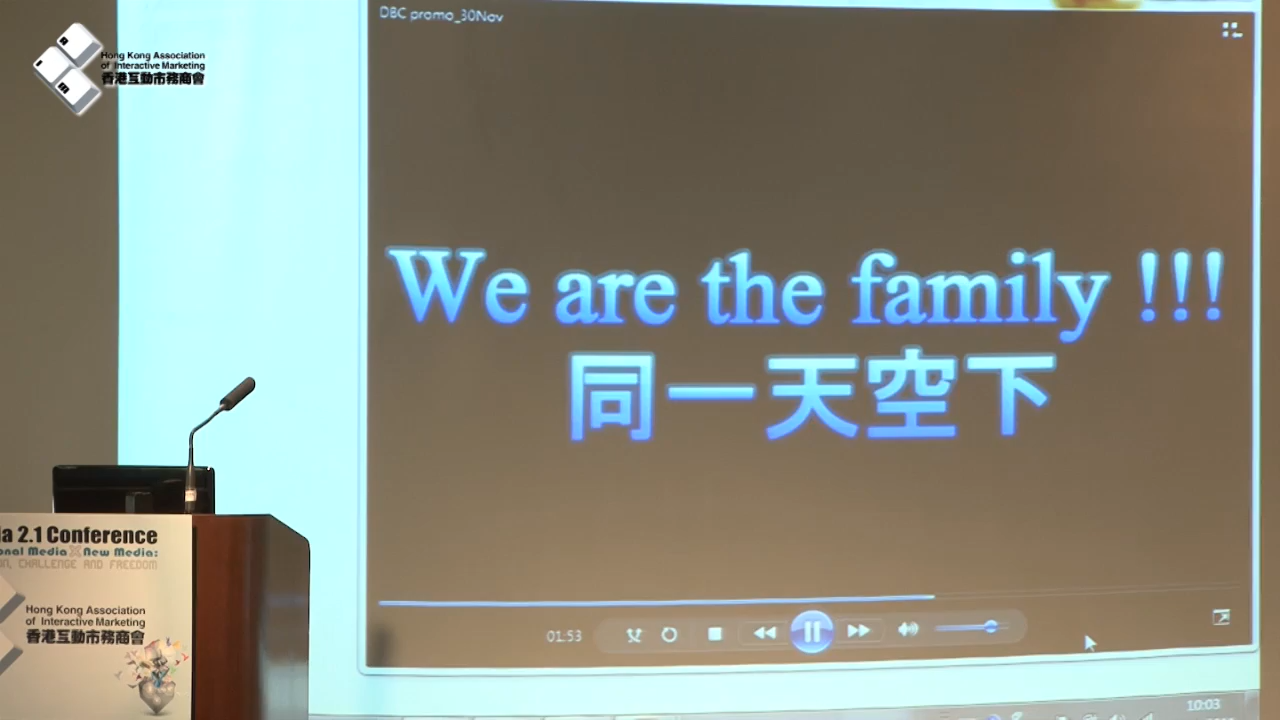 DBC promo_30Nov
Hong Kong Association
of Interactive Marketing
香港互動市務商會
We are the family !!!
同一天空下
01:53
10:03
a 2.1 Conference
onal Media X New Media:
N, CHALLENGE AND FREEDOM
Hong Kong Association
of Interactive Marketing
香港互動市務商會